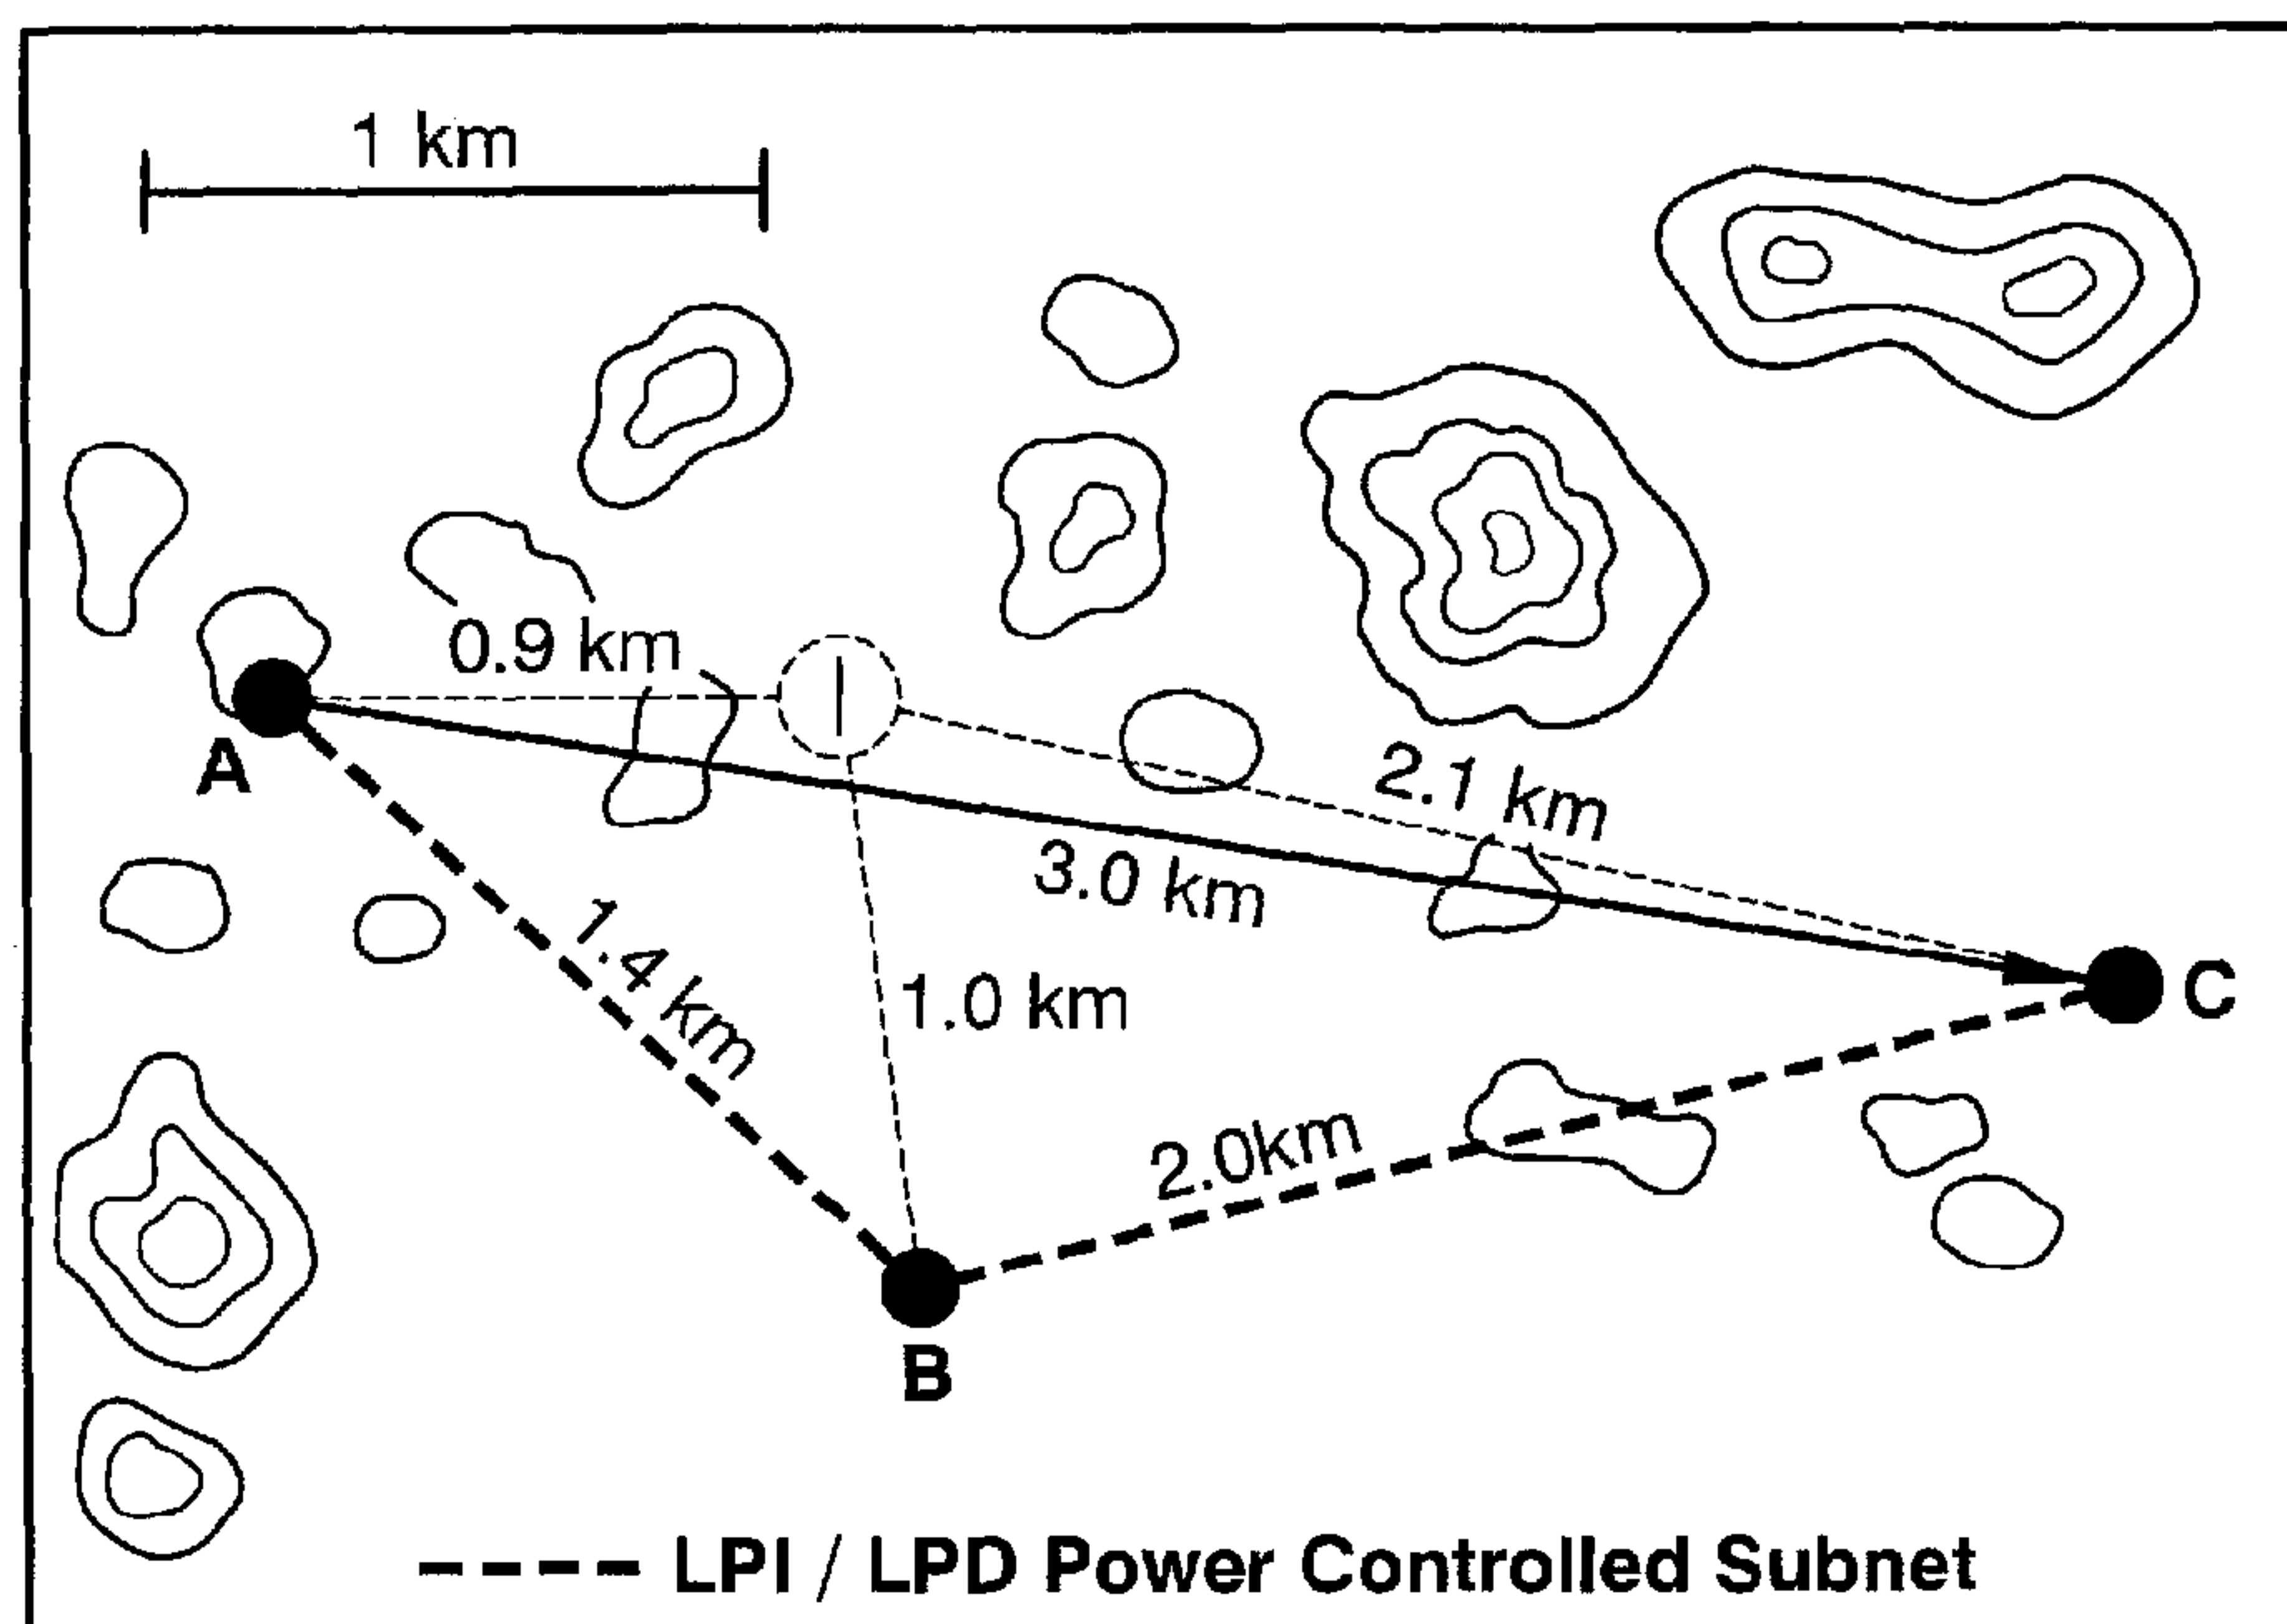 1 km
0.9 km
I
A
2.1 km
3.0 km
1.4 km
1.0 km
C
2.0km
B
LPI / LPD Power Controlled Subnet